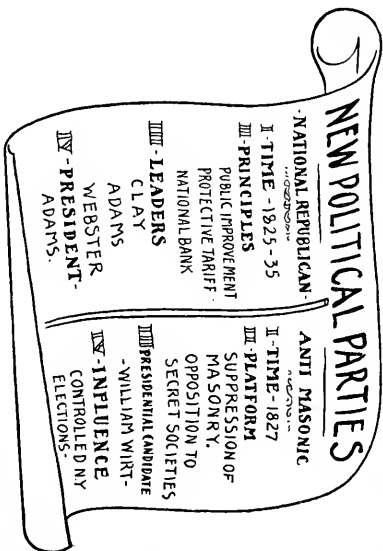 NEW POLITICAL PARTIES
·NATIONAL REPUBLICAN·
I·TIME-1825-35
II·PRINCIPLES
PUBLIC IMPROVEMENT
PROTECTIVE TARIFF·
NATIONAL BANK
III·LEADERS
CLAY
ADAMS
WEBSTER
IV·PRESIDENT-
ADAMS.
ANTI MASONIC
I·TIME-1827
II·PLATFORM
SUPPRESSION OF
MASONRY.
OPPOSITION TO
SECRET SOCIETIES
III PRESIDENTIAL CANDIDATE
-WILLIAM WIRT-
IV·INFLUENCE
CONTROLLED N.Y
ELECTIONS-